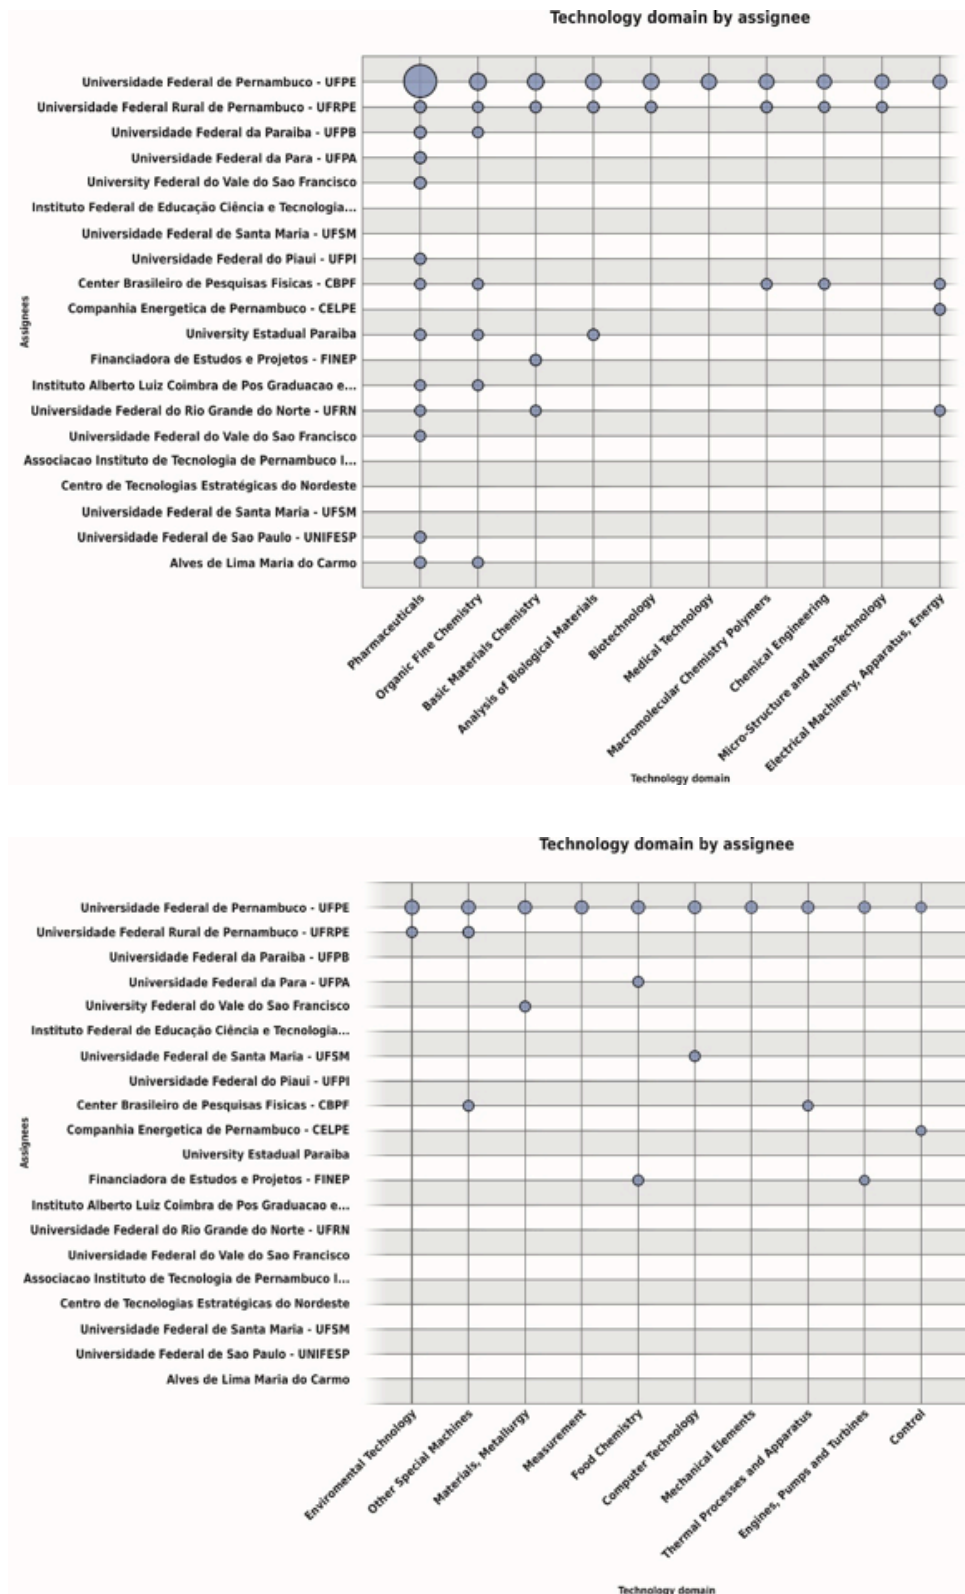 Technology domain by assignee
Universidade Federal de Pernambuco - UFPE
Universidade Federal Rural de Pernambuco - UFRPE
Universidade Federal da Paraiba - UFPB
Universidade Federal da Para - UFPA
University Federal do Vale do Sao Francisco
Instituto Federal de Educação Ciência e Tecnologia...
Universidade Federal de Santa Maria - UFSM
Universidade Federal do Piaui - UFPI
Center Brasileiro de Pesquisas Fisicas - CBPF
Companhia Energetica de Pernambuco - CELPE
University Estadual Paraiba
Financiadora de Estudos e Projetos - FINEP
Instituto Alberto Luiz Coimbra de Pos Graduacao e...
Universidade Federal do Rio Grande do Norte - UFRN
Universidade Federal do Vale do Sao Francisco
Associacao Instituto de Tecnologia de Pernambuco I...
Centro de Tecnologias Estratégicas do Nordeste
Universidade Federal de Santa Maria - UFSM
Universidade Federal de Sao Paulo - UNIFESP
Alves de Lima Maria do Carmo
Assignees
Pharmaceuticals
Organic Fine Chemistry
Basic Materials Chemistry
Analysis of Biological Materials
Biotechnology
Medical Technology
Macromolecular Chemistry Polymers
Chemical Engineering
Micro-Structure and Nano-Technology
Electrical Machinery, Apparatus, Energy
Technology domain
Technology domain by assignee
Universidade Federal de Pernambuco - UFPE
Universidade Federal Rural de Pernambuco - UFRPE
Universidade Federal da Paraiba - UFPB
Universidade Federal da Para - UFPA
University Federal do Vale do Sao Francisco
Instituto Federal de Educação Ciência e Tecnologia...
Universidade Federal de Santa Maria - UFSM
Universidade Federal do Piaui - UFPI
Center Brasileiro de Pesquisas Fisicas - CBPF
Companhia Energetica de Pernambuco - CELPE
University Estadual Paraiba
Financiadora de Estudos e Projetos - FINEP
Instituto Alberto Luiz Coimbra de Pos Graduacao e...
Universidade Federal do Rio Grande do Norte - UFRN
Universidade Federal do Vale do Sao Francisco
Associacao Instituto de Tecnologia de Pernambuco I...
Centro de Tecnologias Estratégicas do Nordeste
Universidade Federal de Santa Maria - UFSM
Universidade Federal de Sao Paulo - UNIFESP
Alves de Lima Maria do Carmo
Assignees
Enviromental Technology
Other Special Machines
Materials, Metallurgy
Measurement
Food Chemistry
Computer Technology
Mechanical Elements
Thermal Processes and Apparatus
Engines, Pumps and Turbines
Control
Technology domain